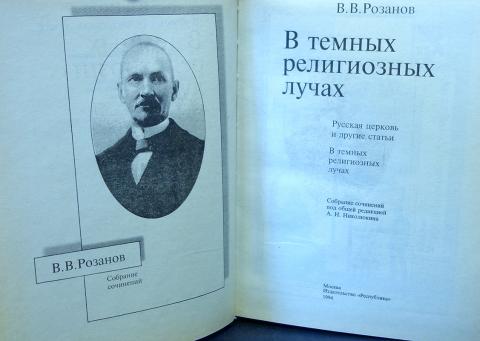 В.В.Розанов
Собрание
сочинений
В.В.Розанов
В темных
религиозных
лучах
Русская церковь
и другие статьи
В темных
религиозных
лучах
Собрание сочинений
под общей редакцией
А. Н. Николюкина
Москва
Издательство «Республика»
1994